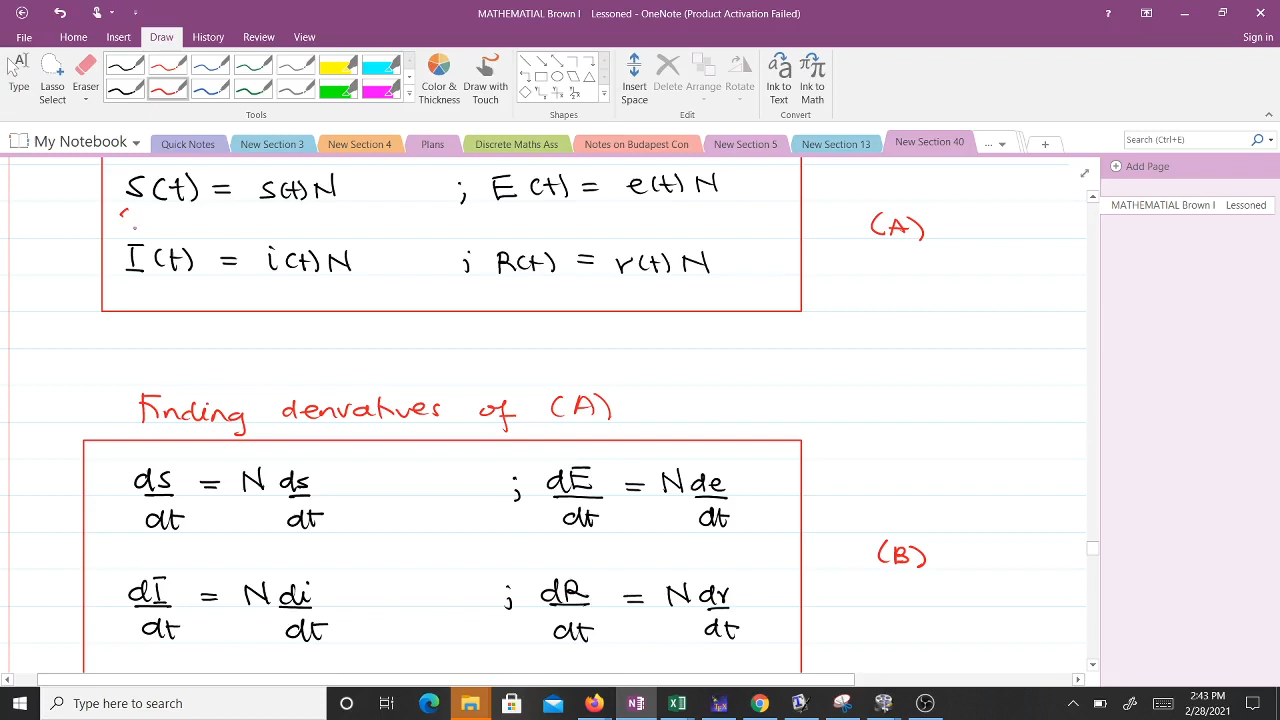 MATHEMATIAL Brown I Lessoned - OneNote (Product Activation Failed)
File Home Insert Draw History Review View Sign in
Type Lasso Select Eraser Color & Thickness Draw with Touch Insert Space Delete Arrange Rotate Ink to Text Ink to Math
Tools Shapes Edit Convert
My Notebook Quick Notes New Section 3 New Section 4 Plans Discrete Maths Ass Notes on Budapest Con New Section 5 New Section 13 New Section 40 ... Search (Ctrl+E)
Add Page
MATHEMATIAL Brown I Lessoned
S(t) = s(t)N ; E(t) = e(t)N
(A)
I(t) = i(t)N ; R(t) = r(t)N
Finding derivatives of (A)
ds/dt = N ds/dt ; dE/dt = N de/dt
(B)
dI/dt = N di/dt ; dR/dt = N dr/dt
Type here to search
2:43 PM
2/28/2021